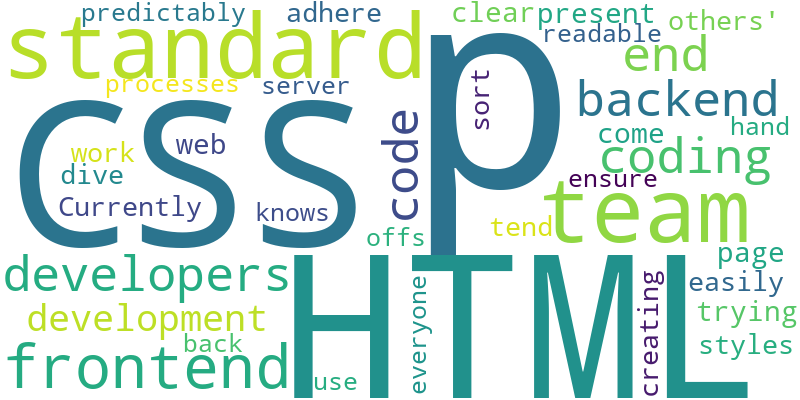 predictably
adhere
clear
present
others'
standard
readable
end
processes
server
sort
backend
CSS
p
code
come
hand
work
web
coding
dive
ensure
Currently
knows
team
tend
offs
page
developers
HTML
easily
everyone
creating
development
trying
back
styles
frontend
use